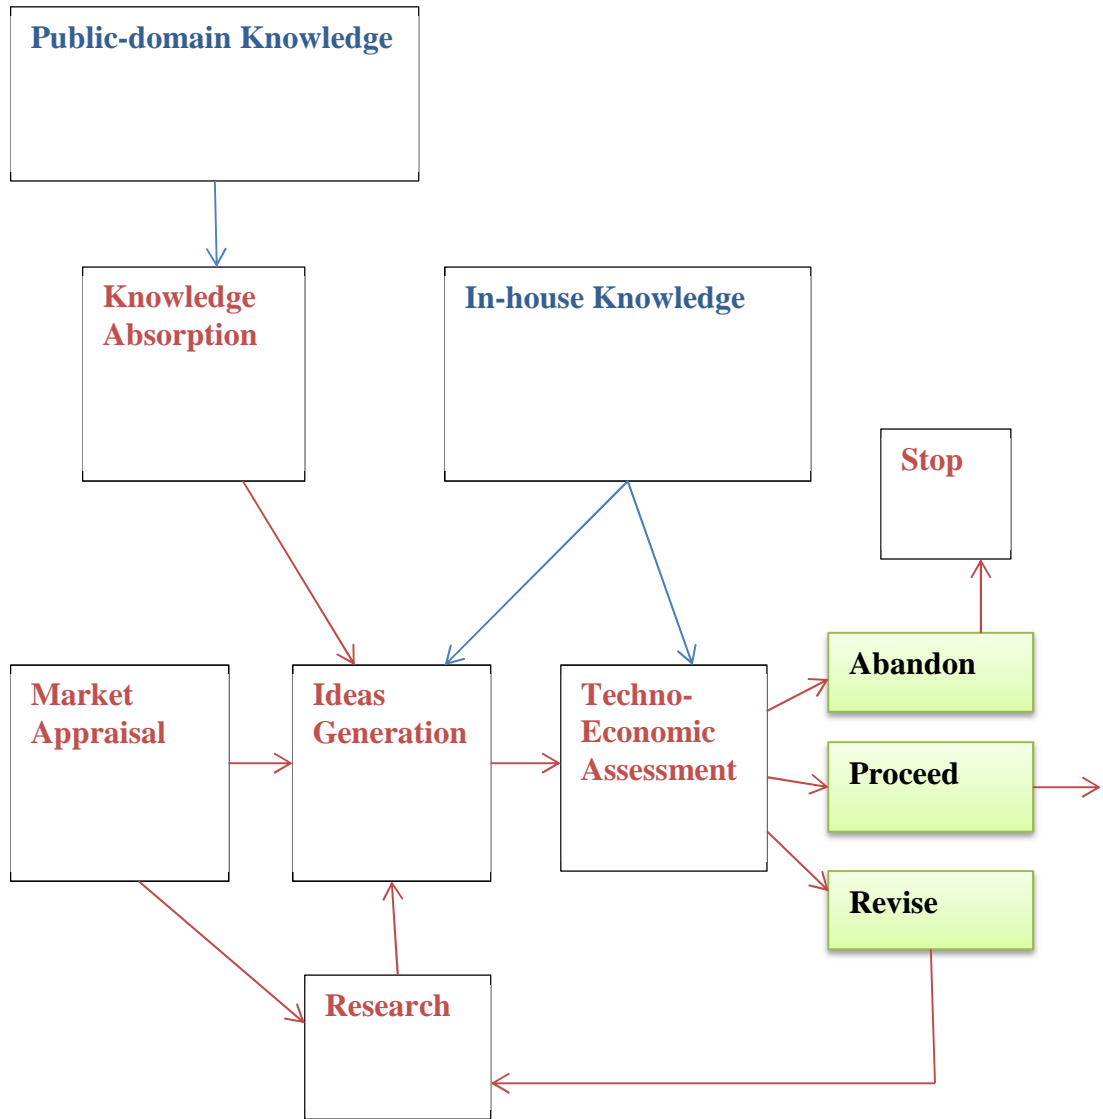 Public-domain Knowledge
Knowledge
Absorption
In-house Knowledge
Stop
Market
Appraisal
Ideas
Generation
Techno-
Economic
Assessment
Abandon
Proceed
Revise
Research